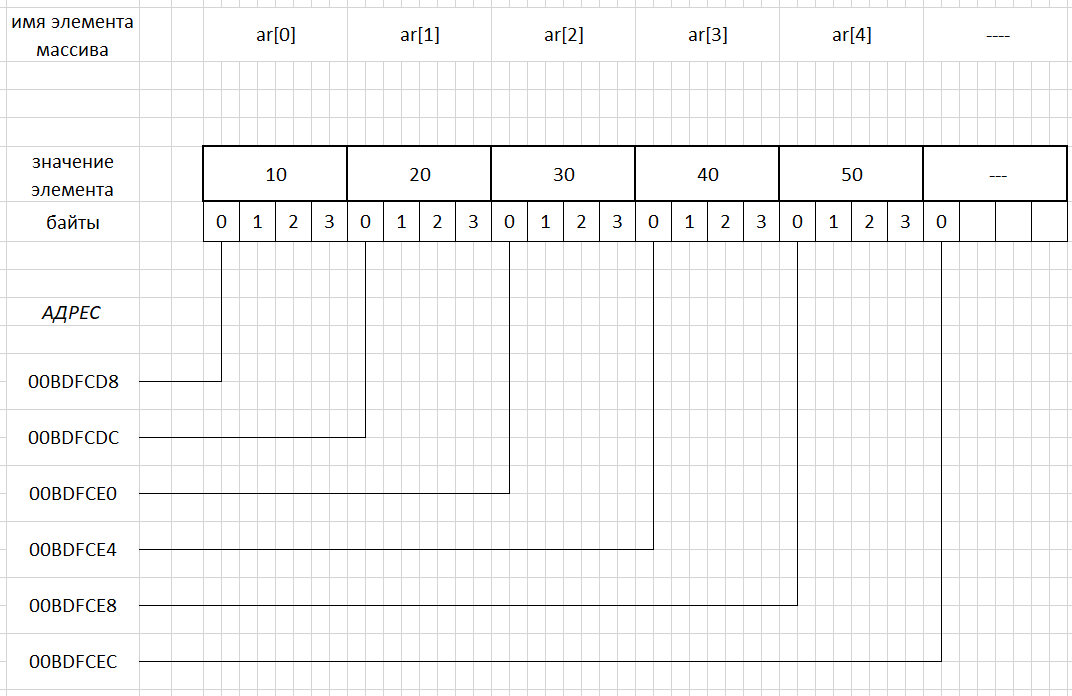 имя элемента
массива
ar[0] ar[1] ar[2] ar[3] ar[4] ----
значение
элемента
10 20 30 40 50 ---
байты 0 1 2 3 0 1 2 3 0 1 2 3 0 1 2 3 0 1 2 3 0
АДРЕС
00BDFCD8
00BDFCDC
00BDFCE0
00BDFCE4
00BDFCE8
00BDFCEC